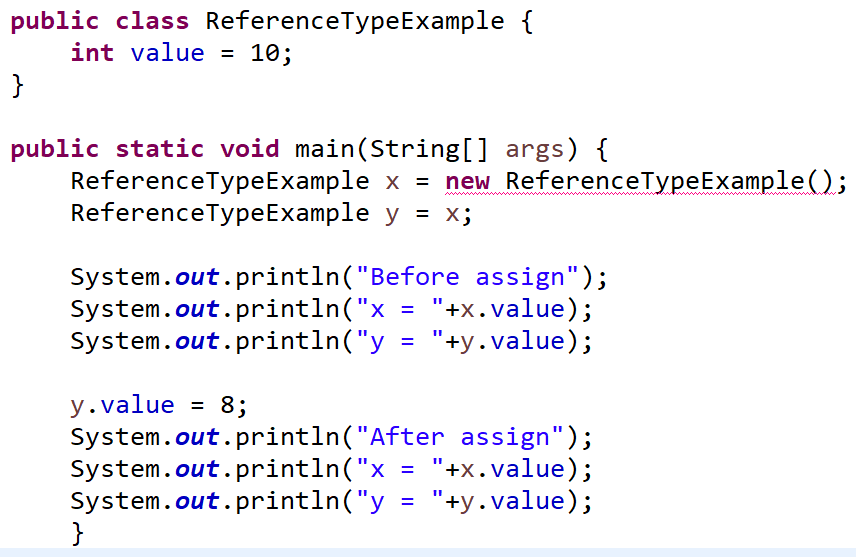 public class ReferenceTypeExample {
    int value = 10;
}

public static void main(String[] args) {
    ReferenceTypeExample x = new ReferenceTypeExample();
    ReferenceTypeExample y = x;

    System.out.println("Before assign");
    System.out.println("x = "+x.value);
    System.out.println("y = "+y.value);

    y.value = 8;
    System.out.println("After assign");
    System.out.println("x = "+x.value);
    System.out.println("y = "+y.value);
    }